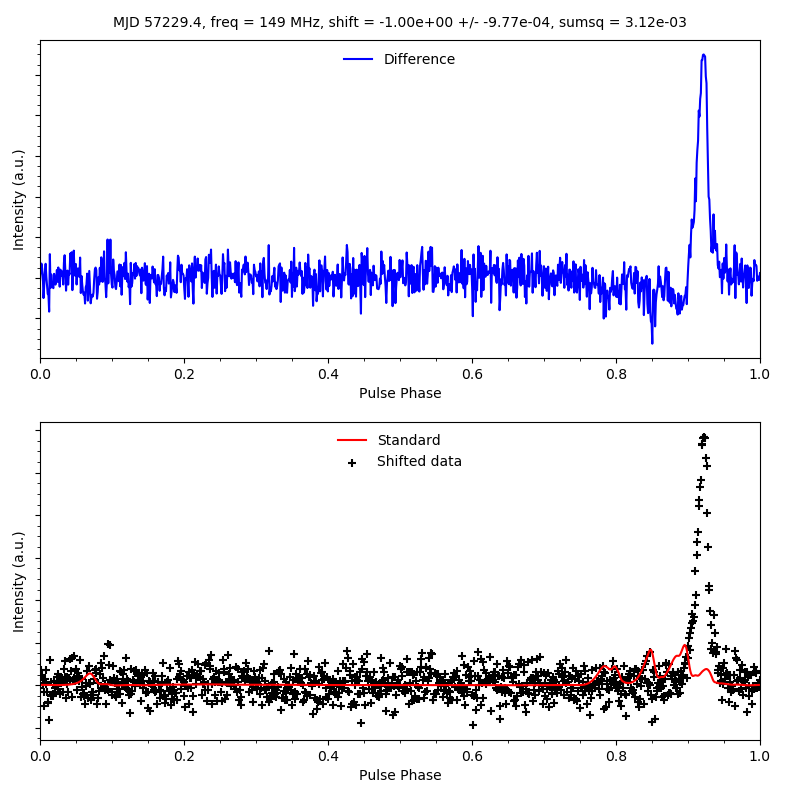 MJD 57229.4, freq = 149 MHz, shift = -1.00e+00 +/- -9.77e-04, sumsq = 3.12e-03
Difference
Intensity (a.u.)
0.0 0.2 0.4 0.6 0.8 1.0
Pulse Phase
Standard
Shifted data
Intensity (a.u.)
0.0 0.2 0.4 0.6 0.8 1.0
Pulse Phase